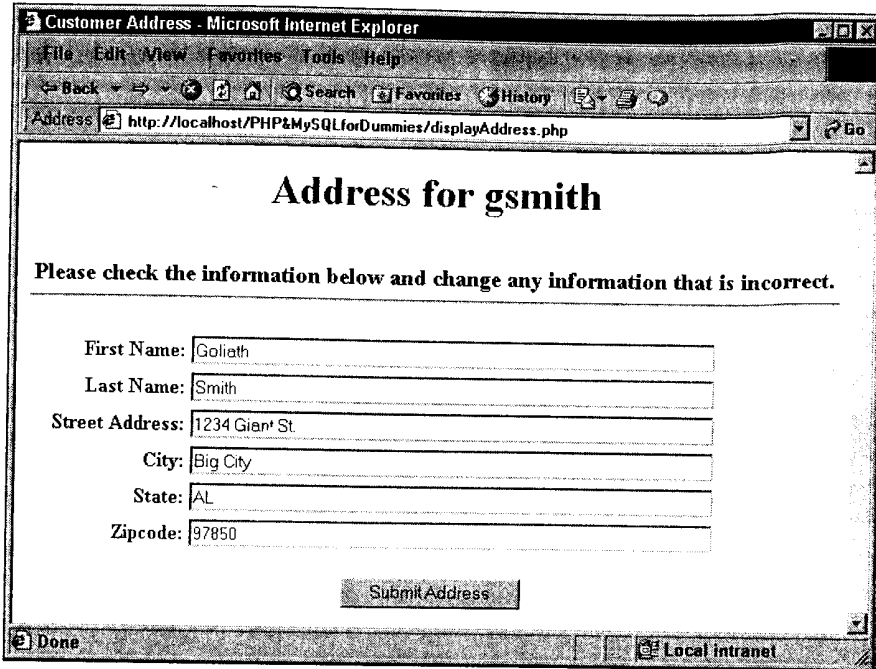 Customer Address - Microsoft Internet Explorer
File Edit View Favorites Tools Help
Back Search Favorites History
Address http://localhost/PHP&MySQLforDummies/displayAddress.php Go
Address for gsmith
Please check the information below and change any information that is incorrect.
First Name: Goliath
Last Name: Smith
Street Address: 1234 Giant St.
City: Big City
State: AL
Zipcode: 97850
Submit Address
Done Local intranet